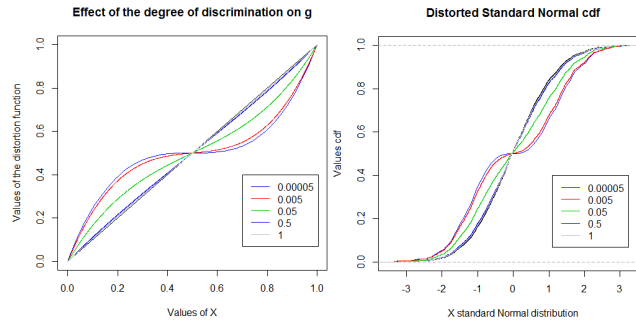 Effect of the degree of discrimination on g
Values of the distortion function
1.0
0.8
0.6
0.4
0.2
0.0
0.0 0.2 0.4 0.6 0.8 1.0
Values of X
0.00005
0.005
0.05
0.5
1
Distorted Standard Normal cdf
Values cdf
1.0
0.8
0.6
0.4
0.2
0.0
-3 -2 -1 0 1 2 3
X standard Normal distribution
0.00005
0.005
0.05
0.5
1